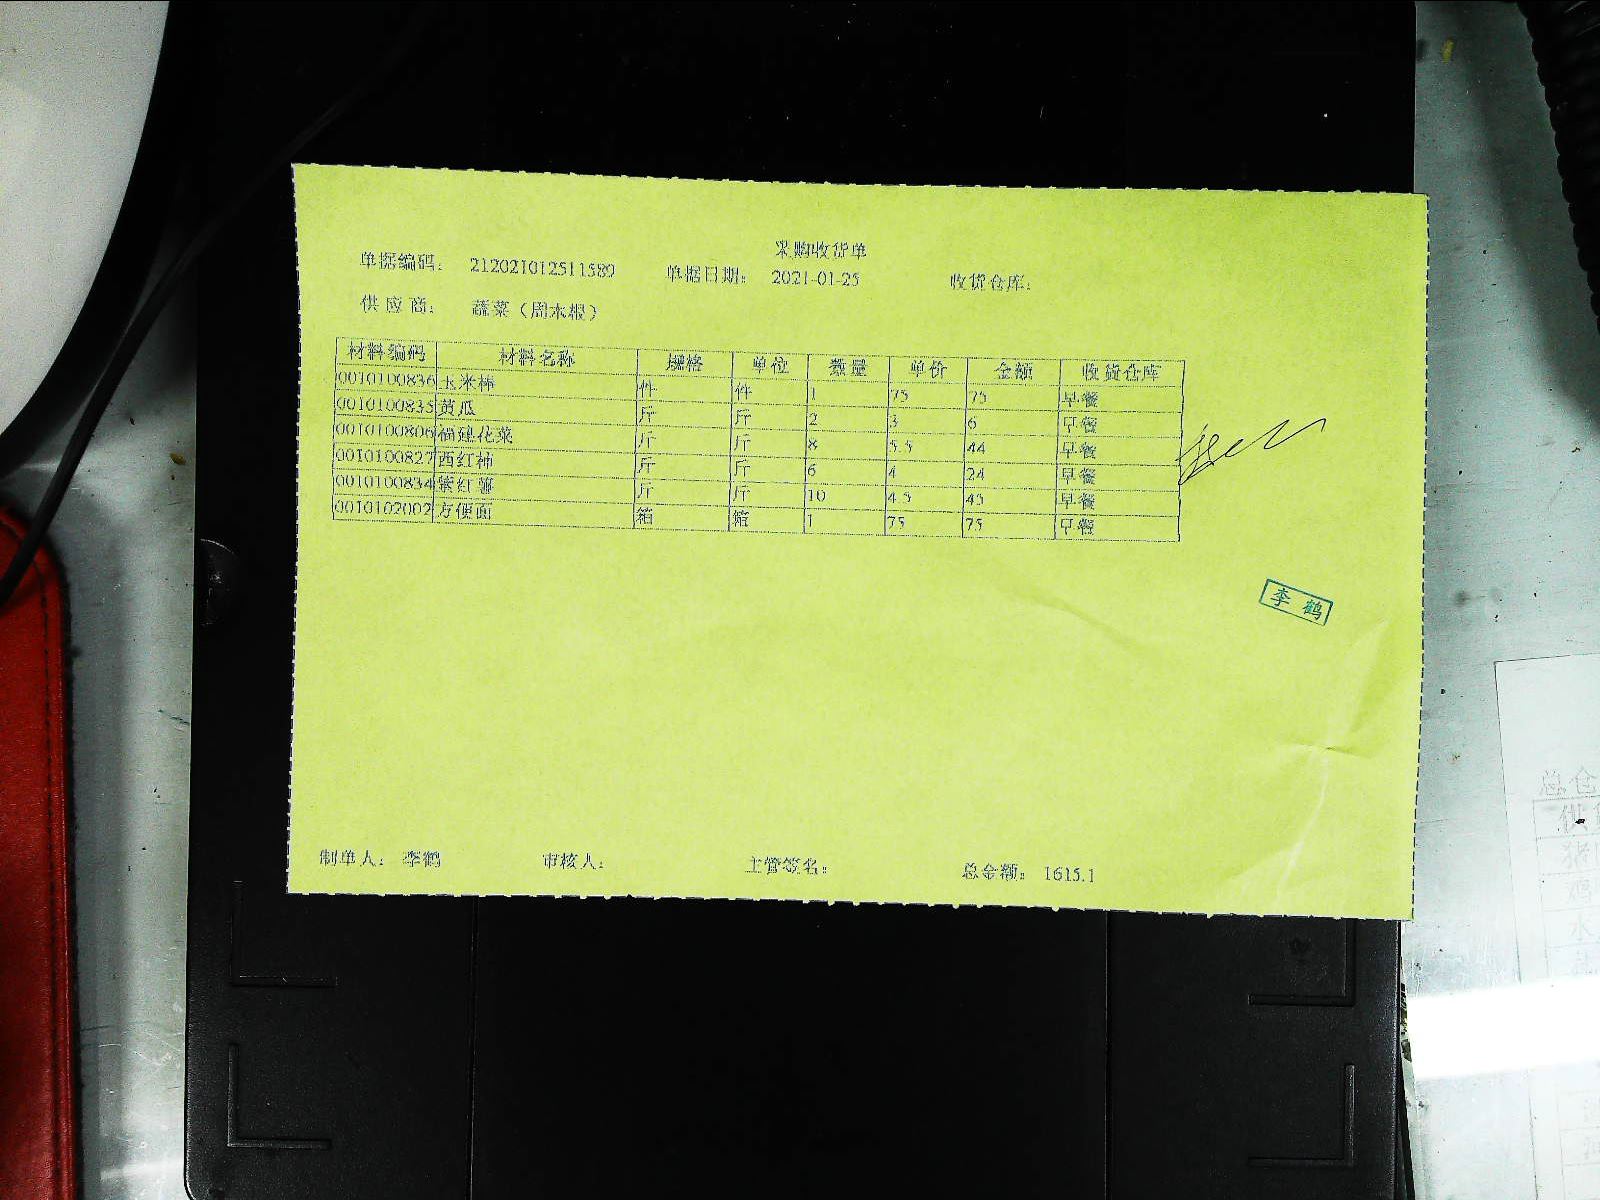 采购收货单
单据编码： 212021012511589 单据日期： 2021-01-25 收货仓库：
供 应 商： 蔬菜（周木根）
材料编码 材料名称 规格 单位 数量 单价 金额 收货仓库
0010100836 玉米棒 件 件 1 75 75 早餐
0010100835 黄瓜 斤 斤 2 3 6 早餐
0010100806 福建花菜 斤 斤 8 5.5 44 早餐
0010100827 西红柿 斤 斤 6 4 24 早餐
0010100834 紫红薯 斤 斤 10 4.5 45 早餐
0010102002 方便面 箱 箱 1 75 75 早餐
李 鹤
制单人： 李鹤 审核人： 主管签名： 总金额： 1615.1
总仓
供
猪
鸡
水